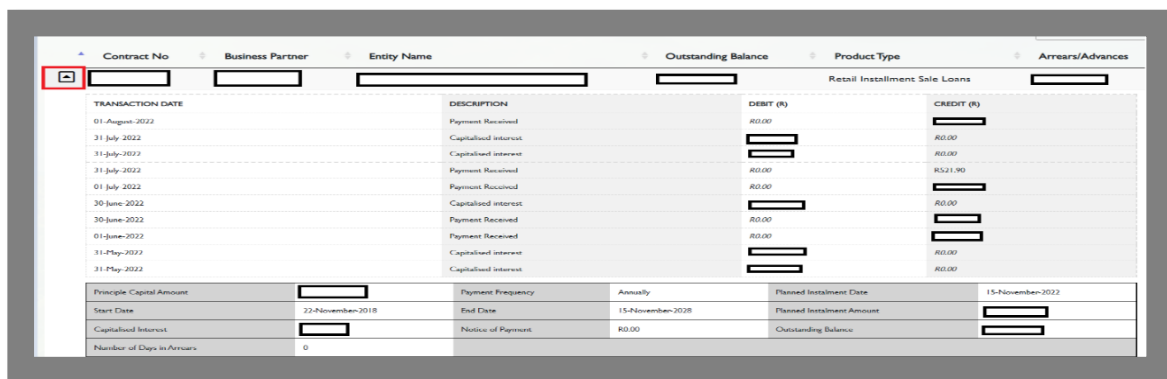 Contract No Business Partner Entity Name Outstanding Balance Product Type Arrears/Advances
Retail Installment Sale Loans
TRANSACTION DATE DESCRIPTION DEBIT (R) CREDIT (R)
01-August-2022 Payment Received R0.00
31-July-2022 Capitalised interest R0.00
31-July-2022 Capitalised interest R0.00
31-July-2022 Payment Received R0.00 R521.90
01-July-2022 Payment Received R0.00
30-June-2022 Capitalised interest R0.00
30-June-2022 Payment Received R0.00
01-June-2022 Payment Received R0.00
31-May-2022 Capitalised interest R0.00
31-May-2022 Capitalised interest R0.00
Principle Capital Amount Payment Frequency Annually Planned Instalment Date 15-November-2022
Start Date 22-November-2018 End Date 15-November-2028 Planned Instalment Amount
Capitalised Interest Notice of Payment R0.00 Outstanding Balance
Number of Days in Arrears 0